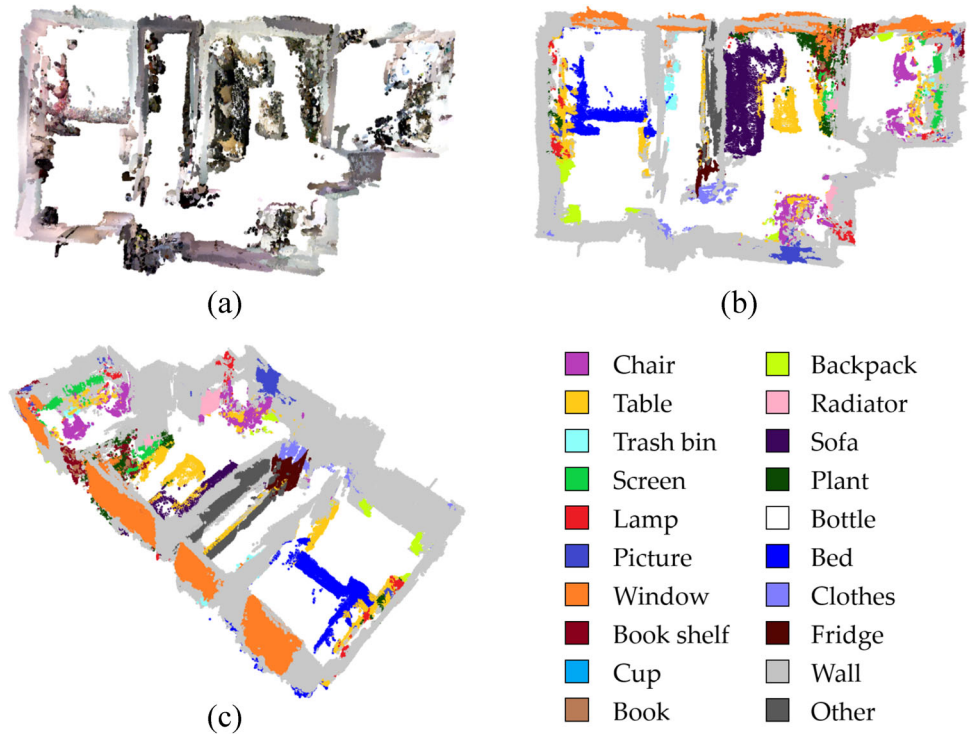 (a)
(b)
(c)
Chair
Table
Trash bin
Screen
Lamp
Picture
Window
Book shelf
Cup
Book
Backpack
Radiator
Sofa
Plant
Bottle
Bed
Clothes
Fridge
Wall
Other